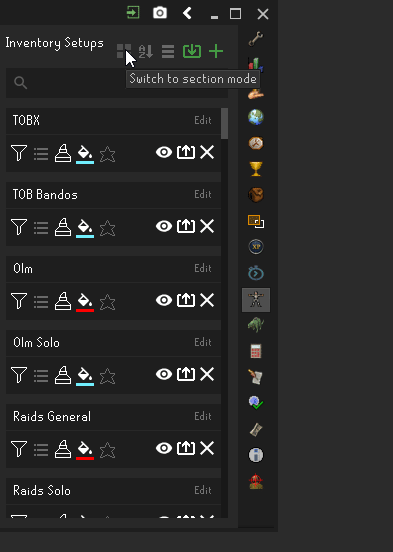 Inventory Setups
Switch to section mode
TOBX
Edit
TOB Bandos
Edit
Olm
Edit
Olm Solo
Edit
Raids General
Edit
Raids Solo
Edit